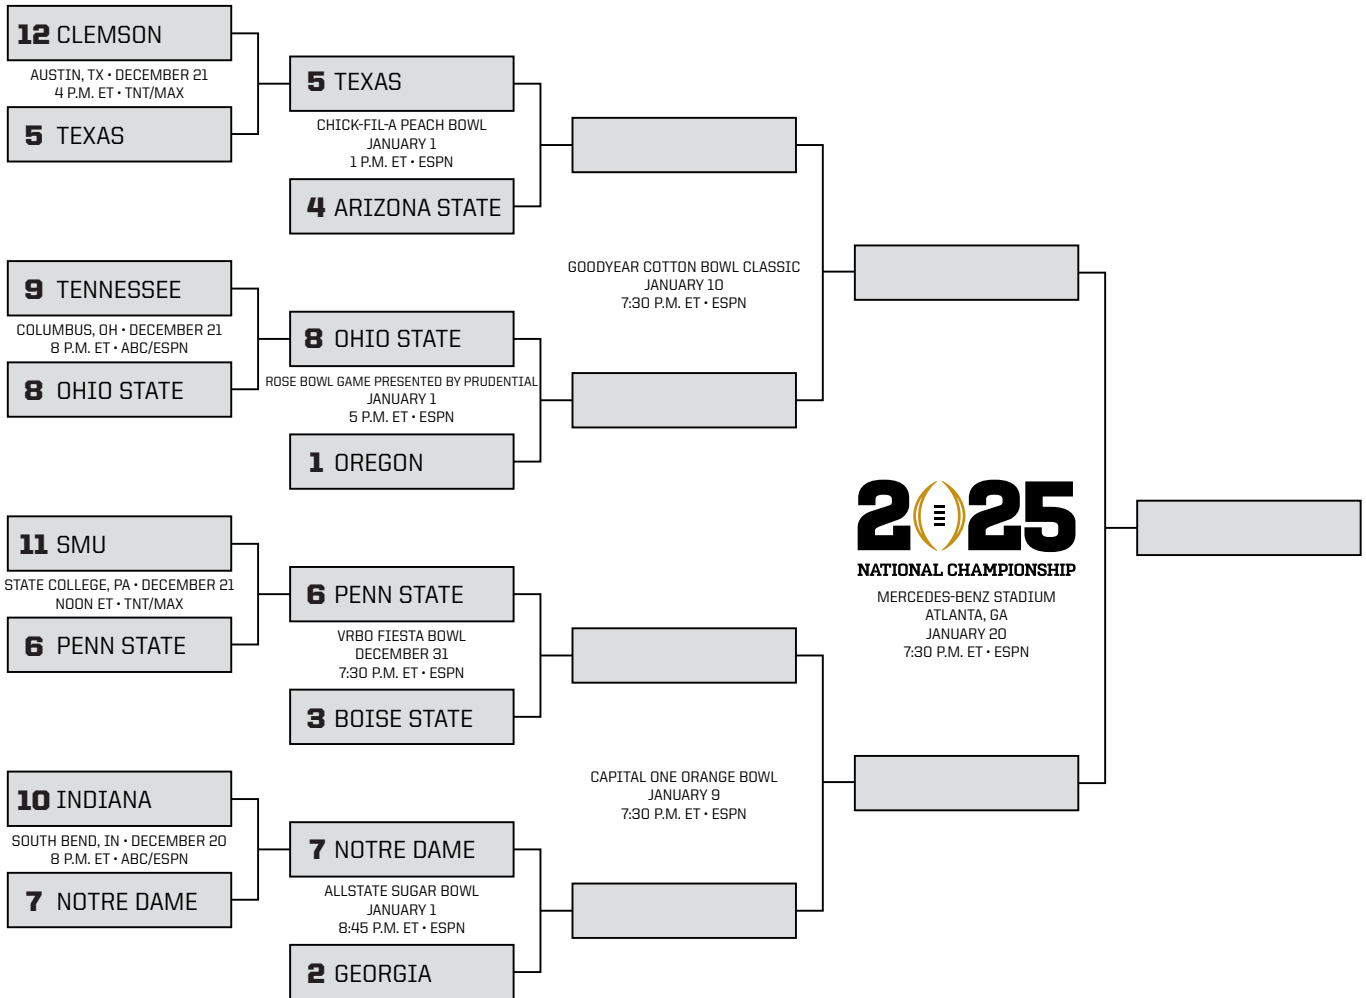 12 CLEMSON
AUSTIN, TX • DECEMBER 21
4 P.M. ET • TNT/MAX
5 TEXAS
9 TENNESSEE
COLUMBUS, OH • DECEMBER 21
8 P.M. ET • ABC/ESPN
8 OHIO STATE
11 SMU
STATE COLLEGE, PA • DECEMBER 21
NOON ET • TNT/MAX
6 PENN STATE
10 INDIANA
SOUTH BEND, IN • DECEMBER 20
8 P.M. ET • ABC/ESPN
7 NOTRE DAME
5 TEXAS
CHICK-FIL-A PEACH BOWL
JANUARY 1
1 P.M. ET • ESPN
4 ARIZONA STATE
8 OHIO STATE
ROSE BOWL GAME PRESENTED BY PRUDENTIAL
JANUARY 1
5 P.M. ET • ESPN
1 OREGON
6 PENN STATE
VRBO FIESTA BOWL
DECEMBER 31
7:30 P.M. ET • ESPN
3 BOISE STATE
7 NOTRE DAME
ALLSTATE SUGAR BOWL
JANUARY 1
8:45 P.M. ET • ESPN
2 GEORGIA
GOODYEAR COTTON BOWL CLASSIC
JANUARY 10
7:30 P.M. ET • ESPN
CAPITAL ONE ORANGE BOWL
JANUARY 9
7:30 P.M. ET • ESPN
2025
NATIONAL CHAMPIONSHIP
MERCEDES-BENZ STADIUM
ATLANTA, GA
JANUARY 20
7:30 P.M. ET • ESPN